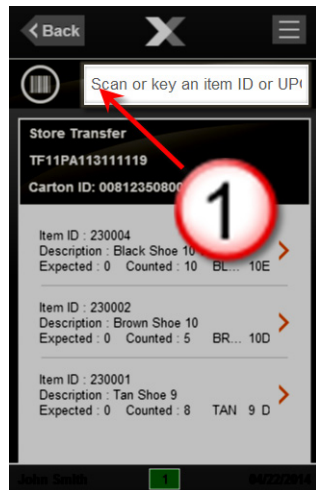 Back
X
Scan or key an item ID or UP
1
Store Transfer
TF11PA113111119
Carton ID: 0081235080
Item ID : 230004
Description : Black Shoe 10
Expected : 0 Counted : 10 BL... 10E
Item ID : 230002
Description : Brown Shoe 10
Expected : 0 Counted : 5 BR... 10D
Item ID : 230001
Description : Tan Shoe 9
Expected : 0 Counted : 8 TAN 9 D
John Smith 1 04/22/2014